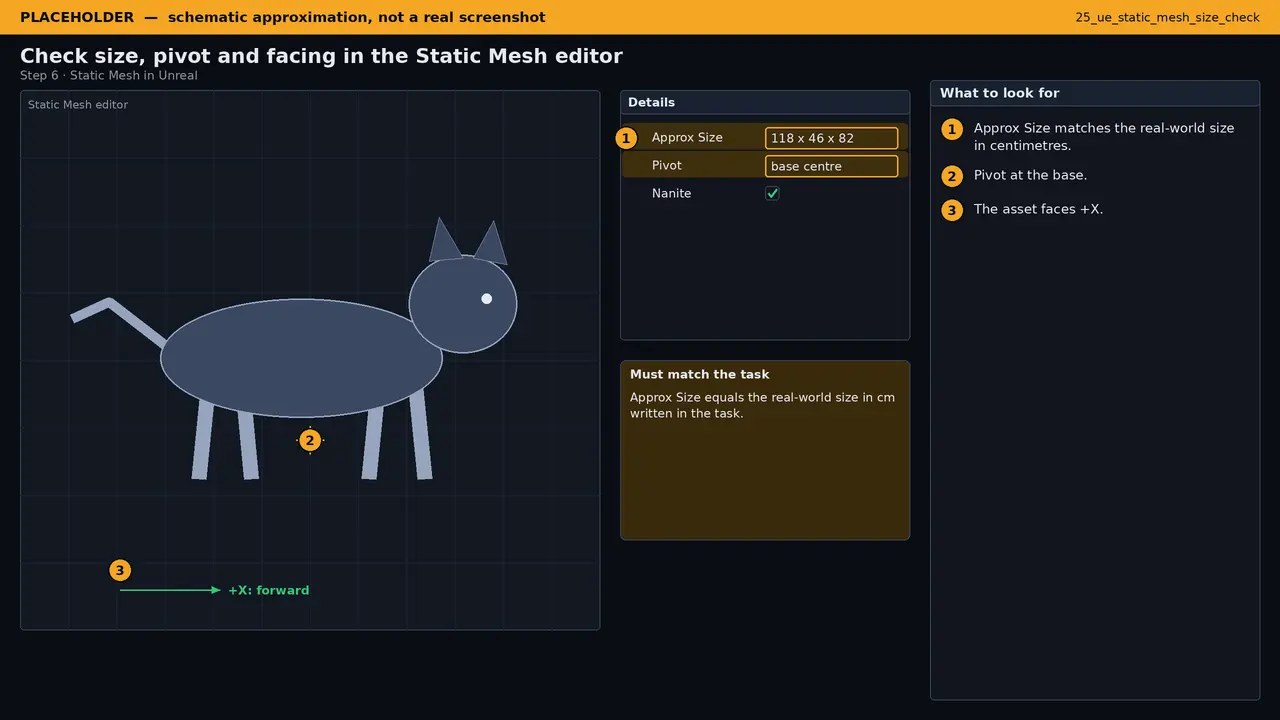 PLACEHOLDER — schematic approximation, not a real screenshot
25_ue_static_mesh_size_check
Check size, pivot and facing in the Static Mesh editor
Step 6 · Static Mesh in Unreal
Static Mesh editor
2
3
+X: forward
Details
1 Approx Size 118 x 46 x 82
Pivot base centre
Nanite
Must match the task
Approx Size equals the real-world size in cm
written in the task.
What to look for
1 Approx Size matches the real-world size
in centimetres.
2 Pivot at the base.
3 The asset faces +X.